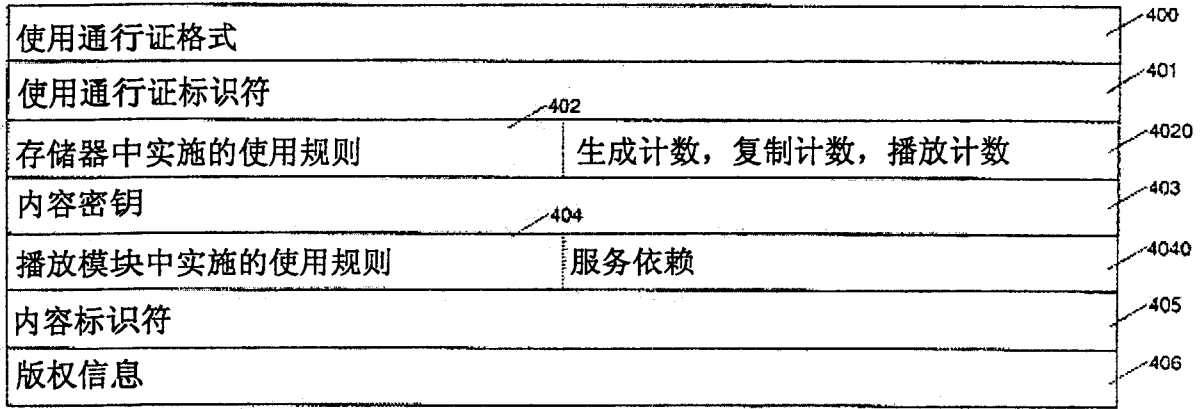 使用通行证格式 400
使用通行证标识符 401
402
存储器中实施的使用规则 生成计数，复制计数，播放计数 4020
内容密钥 403
404
播放模块中实施的使用规则 服务依赖 4040
内容标识符 405
版权信息 406